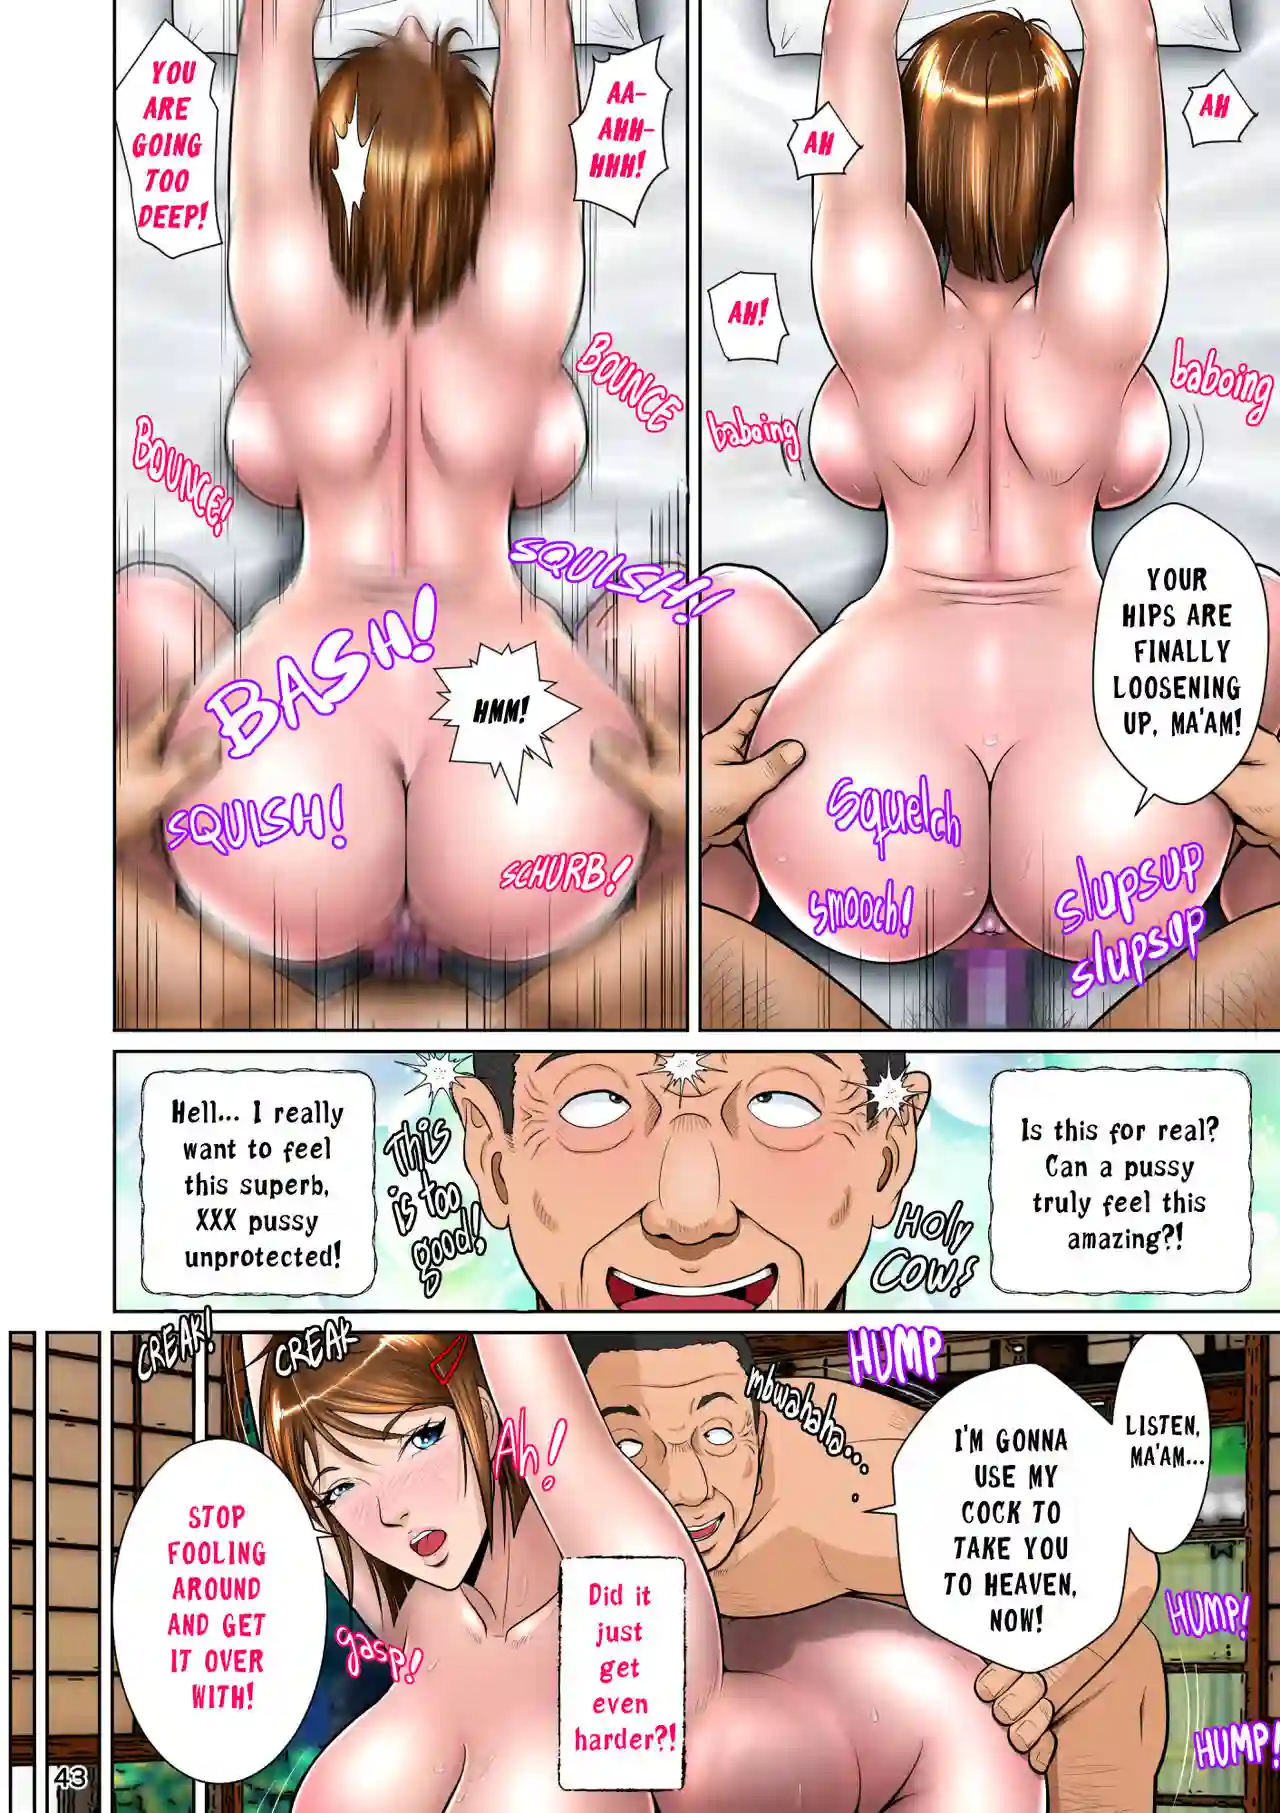 AH
AH
AH!
baboing
baboing
YOUR
HIPS ARE
FINALLY
LOOSENING
UP, MA'AM!
Squelch
smooch!
slupsup
slupsup
AA-
AHH-
HHH!
YOU
ARE
GOING
TOO
DEEP!
BOUNCE
BOUNCE!
SQUISH!
BASH!
HMM!
SQUISH!
SCHURB!
Is this for real?
Can a pussy
truly feel this
amazing?!
HOLY
COW!
This
is too
good!
Hell... I really
want to feel
this superb,
XXX pussy
unprotected!
LISTEN,
MA'AM...
I'M GONNA
USE MY
COCK TO
TAKE YOU
TO HEAVEN,
NOW!
HUMP
mbwahaha...
HUMP!
HUMP!
CREAK
CREAK!
Ah!
Did it
just
get
even
harder?!
gasp!
STOP
FOOLING
AROUND
AND GET
IT OVER
WITH!
43